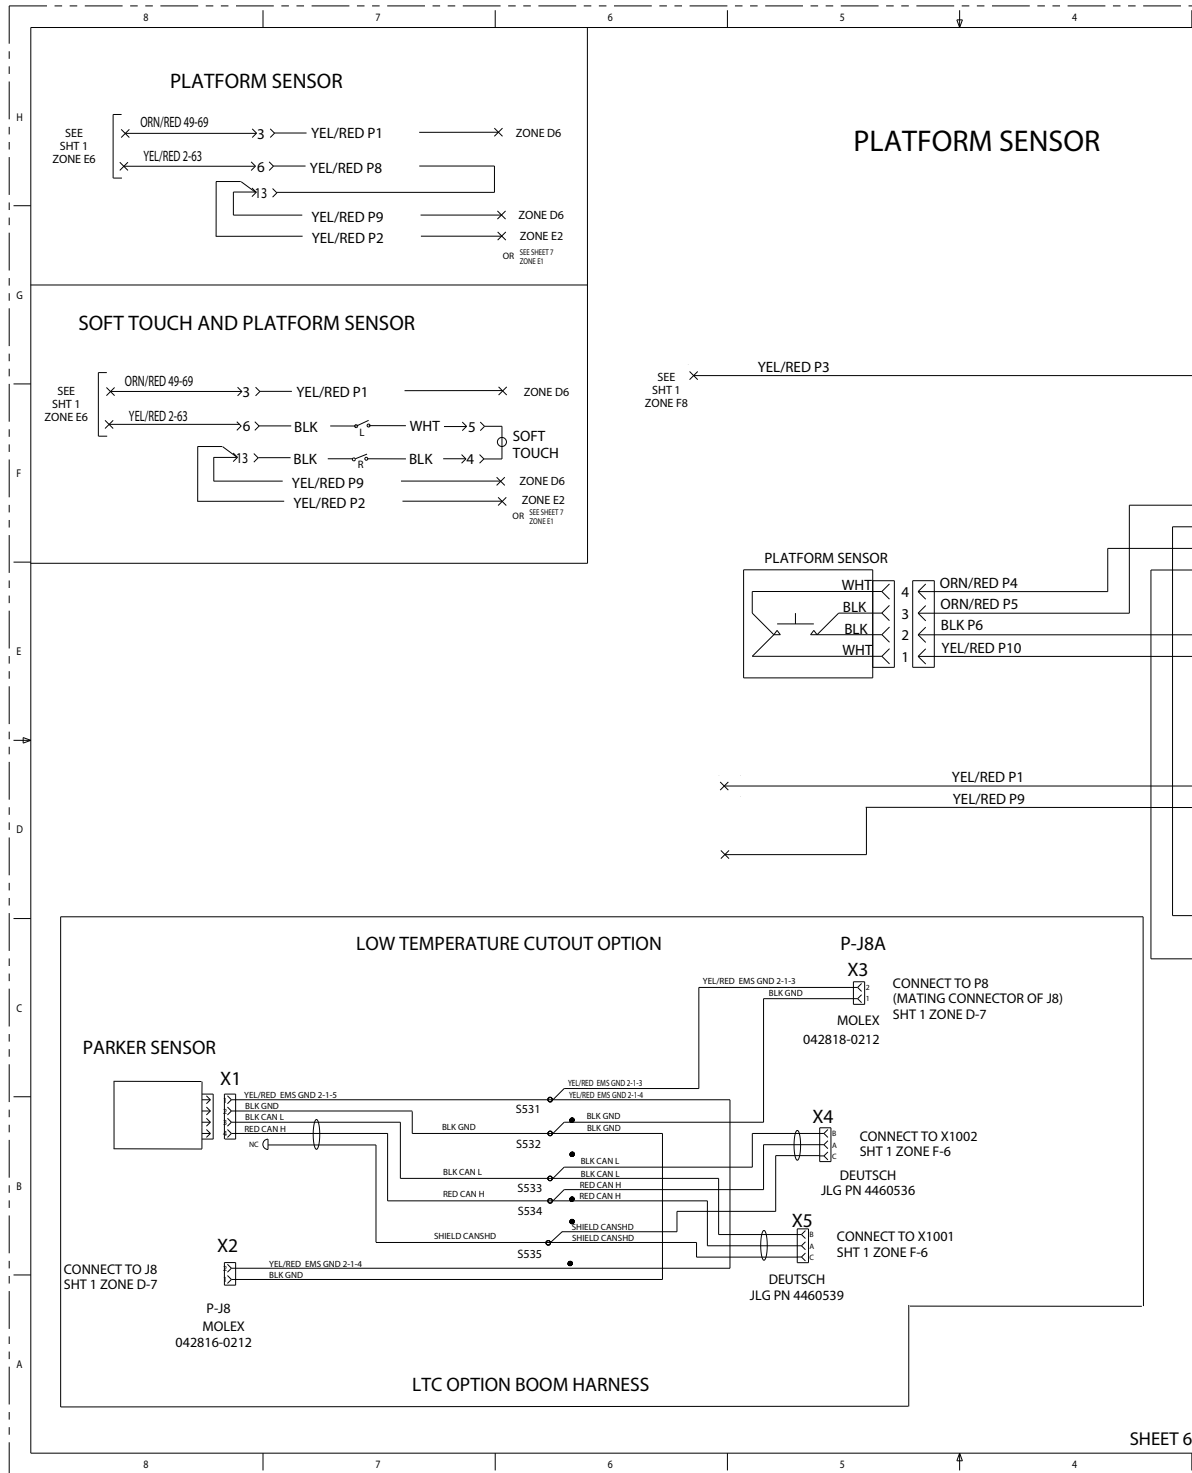 8 7 6 5 4
H
G
F
E
D
C
B
A
PLATFORM SENSOR
SEE
SHT 1
ZONE E6
ORN/RED 49-69
3
YEL/RED P1
ZONE D6
YEL/RED 2-63
6
YEL/RED P8
13
YEL/RED P9
ZONE D6
YEL/RED P2
ZONE E2
OR SEE SHEET 7
ZONE E1
SOFT TOUCH AND PLATFORM SENSOR
SEE
SHT 1
ZONE E6
ORN/RED 49-69
3
YEL/RED P1
ZONE D6
YEL/RED 2-63
6
BLK
L
WHT
5
SOFT
TOUCH
13
BLK
R
BLK
4
YEL/RED P9
ZONE D6
YEL/RED P2
ZONE E2
OR SEE SHEET 7
ZONE E1
PLATFORM SENSOR
SEE
SHT 1
ZONE F8
YEL/RED P3
PLATFORM SENSOR
WHT 4 ORN/RED P4
BLK 3 ORN/RED P5
BLK 2 BLK P6
WHT 1 YEL/RED P10
YEL/RED P1
YEL/RED P9
LOW TEMPERATURE CUTOUT OPTION
P-J8A
X3
YEL/RED EMS GND 2-1-3
2
BLK GND
1
CONNECT TO P8
(MATING CONNECTOR OF J8)
SHT 1 ZONE D-7
MOLEX
042818-0212
PARKER SENSOR
X1
1 YEL/RED EMS GND 2-1-5
2 BLK GND
3 BLK CAN L
4 RED CAN H
NC
YEL/RED EMS GND 2-1-3
YEL/RED EMS GND 2-1-4
S531
BLK GND
BLK GND
BLK GND
S532
BLK CAN L
BLK CAN L
BLK CAN L
S533
RED CAN H
RED CAN H
RED CAN H
S534
SHIELD CANSHD
SHIELD CANSHD
SHIELD CANSHD
S535
X4
B
A
C
CONNECT TO X1002
SHT 1 ZONE F-6
DEUTSCH
JLG PN 4460536
X5
B
A
C
CONNECT TO X1001
SHT 1 ZONE F-6
DEUTSCH
JLG PN 4460539
X2
CONNECT TO J8
SHT 1 ZONE D-7
2 YEL/RED EMS GND 2-1-4
1 BLK GND
P-J8
MOLEX
042816-0212
LTC OPTION BOOM HARNESS
SHEET 6
8 7 6 5 4